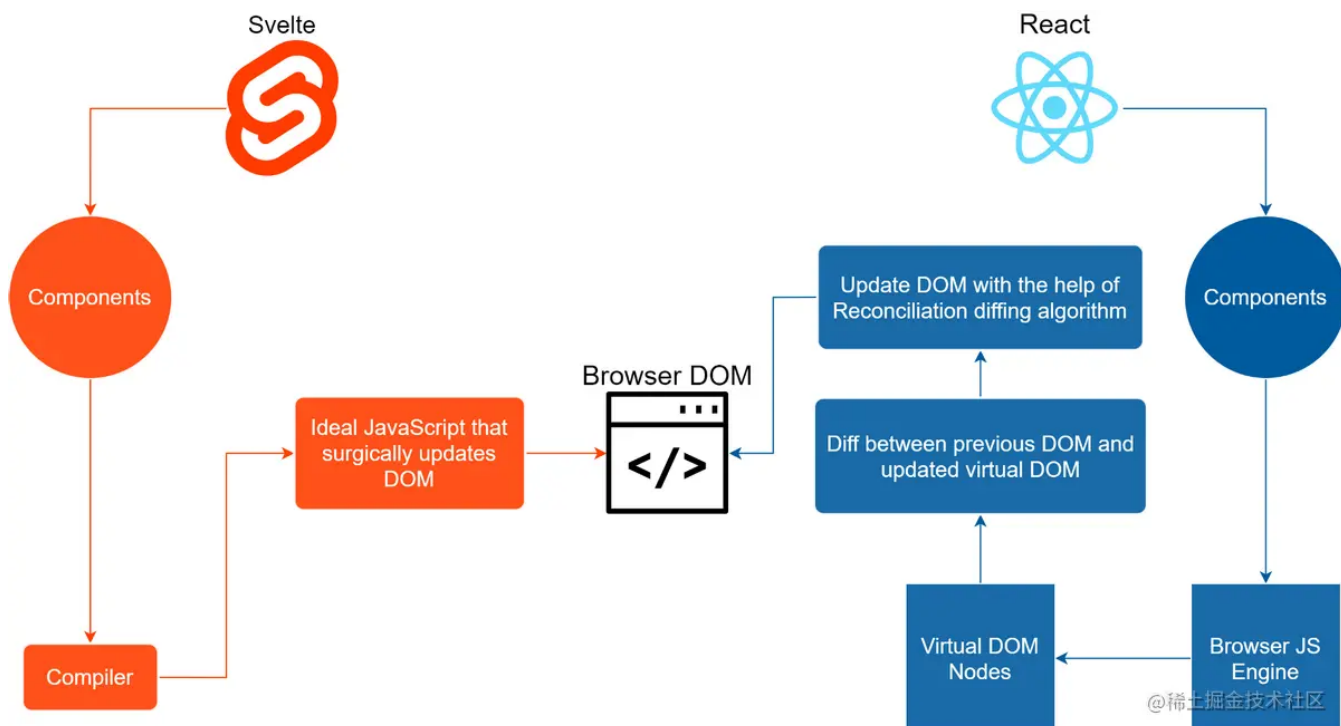 Svelte
React
Components
Components
Update DOM with the help of
Reconciliation diffing algorithm
Browser DOM
</>
Ideal JavaScript that
surgically updates
DOM
Diff between previous DOM and
updated virtual DOM
Compiler
Virtual DOM
Nodes
Browser JS
Engine
@稀土掘金技术社区